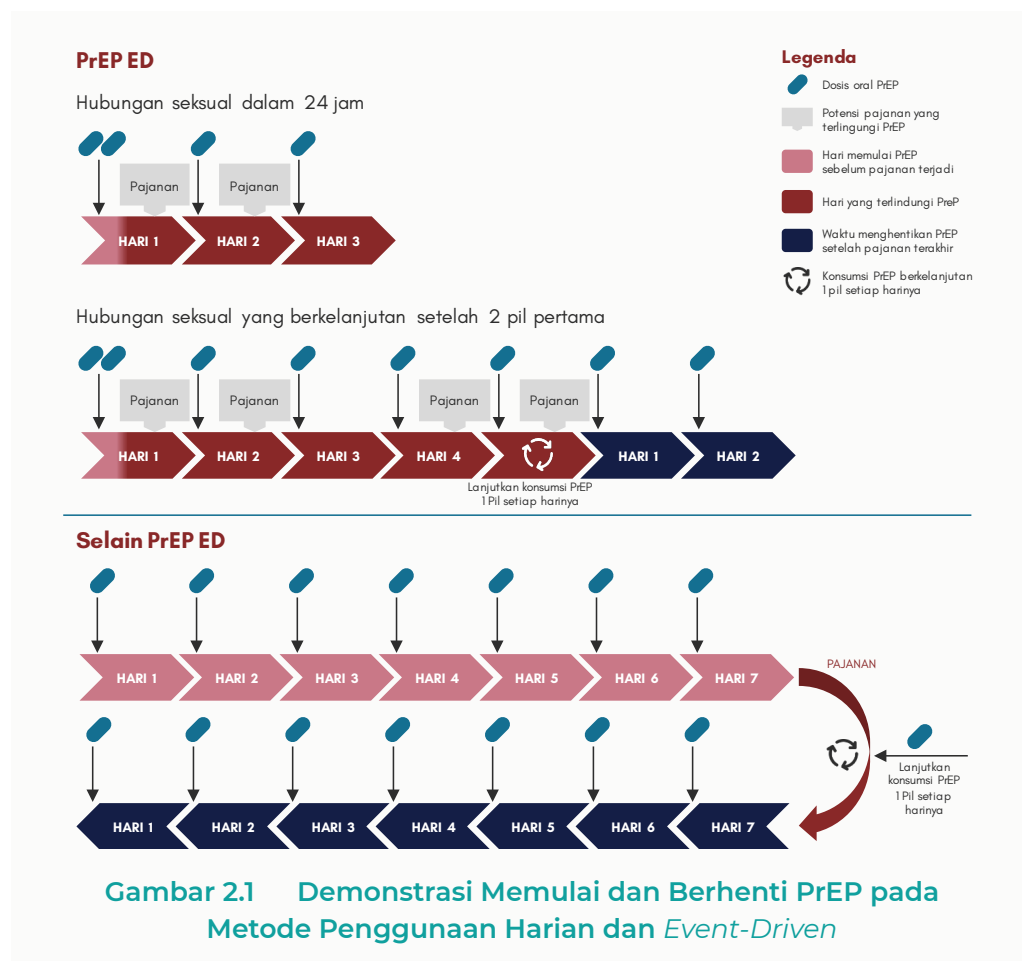 PrEP ED
Hubungan seksual dalam 24 jam
Pajanan
Pajanan
HARI 1
HARI 2
HARI 3
Legenda
Dosis oral PrEP
Potensi pajanan yang
terlingungi PrEP
Hari memulai PrEP
sebelum pajanan terjadi
Hari yang terlindungi PreP
Waktu menghentikan PrEP
setelah pajanan terakhir
Konsumsi PrEP berkelanjutan
1 pil setiap harinya
Hubungan seksual yang berkelanjutan setelah 2 pil pertama
Pajanan
Pajanan
Pajanan
Pajanan
HARI 1
HARI 2
HARI 3
HARI 4
HARI 1
HARI 2
Lanjutkan konsumsi PrEP
1 Pil setiap harinya
Selain PrEP ED
HARI 1
HARI 2
HARI 3
HARI 4
HARI 5
HARI 6
HARI 7
PAJANAN
Lanjutkan
konsumsi PrEP
1 Pil setiap
harinya
HARI 1
HARI 2
HARI 3
HARI 4
HARI 5
HARI 6
HARI 7
Gambar 2.1 Demonstrasi Memulai dan Berhenti PrEP pada
Metode Penggunaan Harian dan Event-Driven